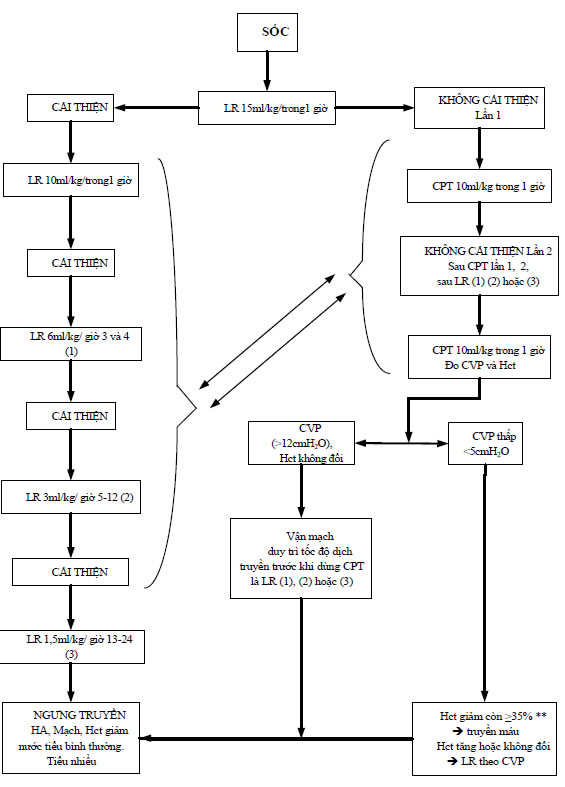 SÓC
CẢI THIỆN
LR 15ml/kg/trong1 giờ
KHÔNG CẢI THIỆN
Lần 1
LR 10ml/kg/trong1 giờ
CPT 10ml/kg trong 1 giờ
CẢI THIỆN
KHÔNG CẢI THIỆN Lần 2
Sau CPT lần 1, 2,
sau LR (1) (2) hoặc (3)
LR 6ml/kg/ giờ 3 và 4
(1)
CPT 10ml/kg trong 1 giờ
Đo CVP và Hct
CẢI THIỆN
CVP
(>12cmH₂O),
Hct không đổi
CVP thấp
<5cmH₂O
LR 3ml/kg/ giờ 5-12 (2)
Vận mạch
duy trì tốc độ dịch
truyền trước khi dùng CPT
là LR (1), (2) hoặc (3)
CẢI THIỆN
LR 1,5ml/kg/ giờ 13-24
(3)
NGƯNG TRUYỀN
HA, Mạch, Hct giảm
nước tiểu bình thường.
Tiểu nhiều
Hct giảm còn ≥35% **
➔ truyền máu
Hct tăng hoặc không đổi
➔ LR theo CVP